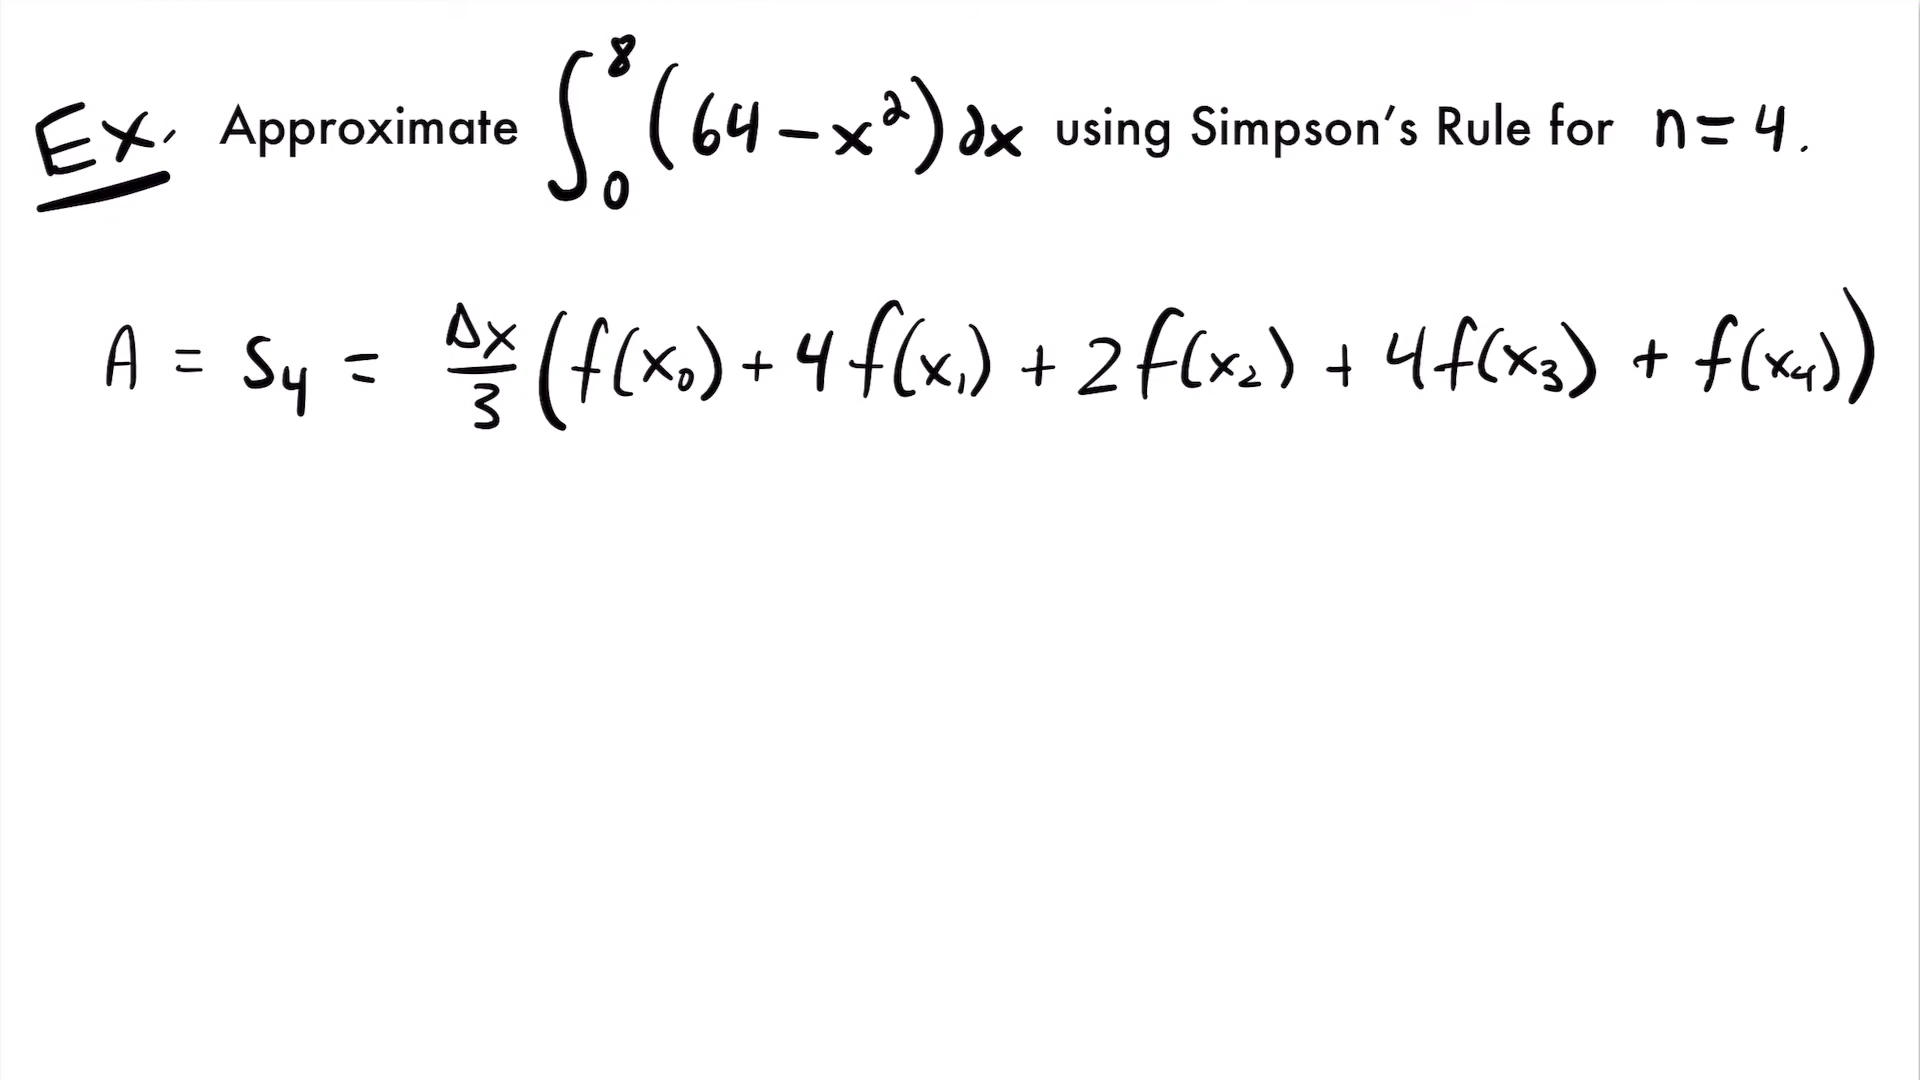 Ex. Approximate ∫₀⁸ (64 − x²) dx using Simpson's Rule for n = 4.
A = S₄ = Δx/3 (f(x₀) + 4f(x₁) + 2f(x₂) + 4f(x₃) + f(x₄))